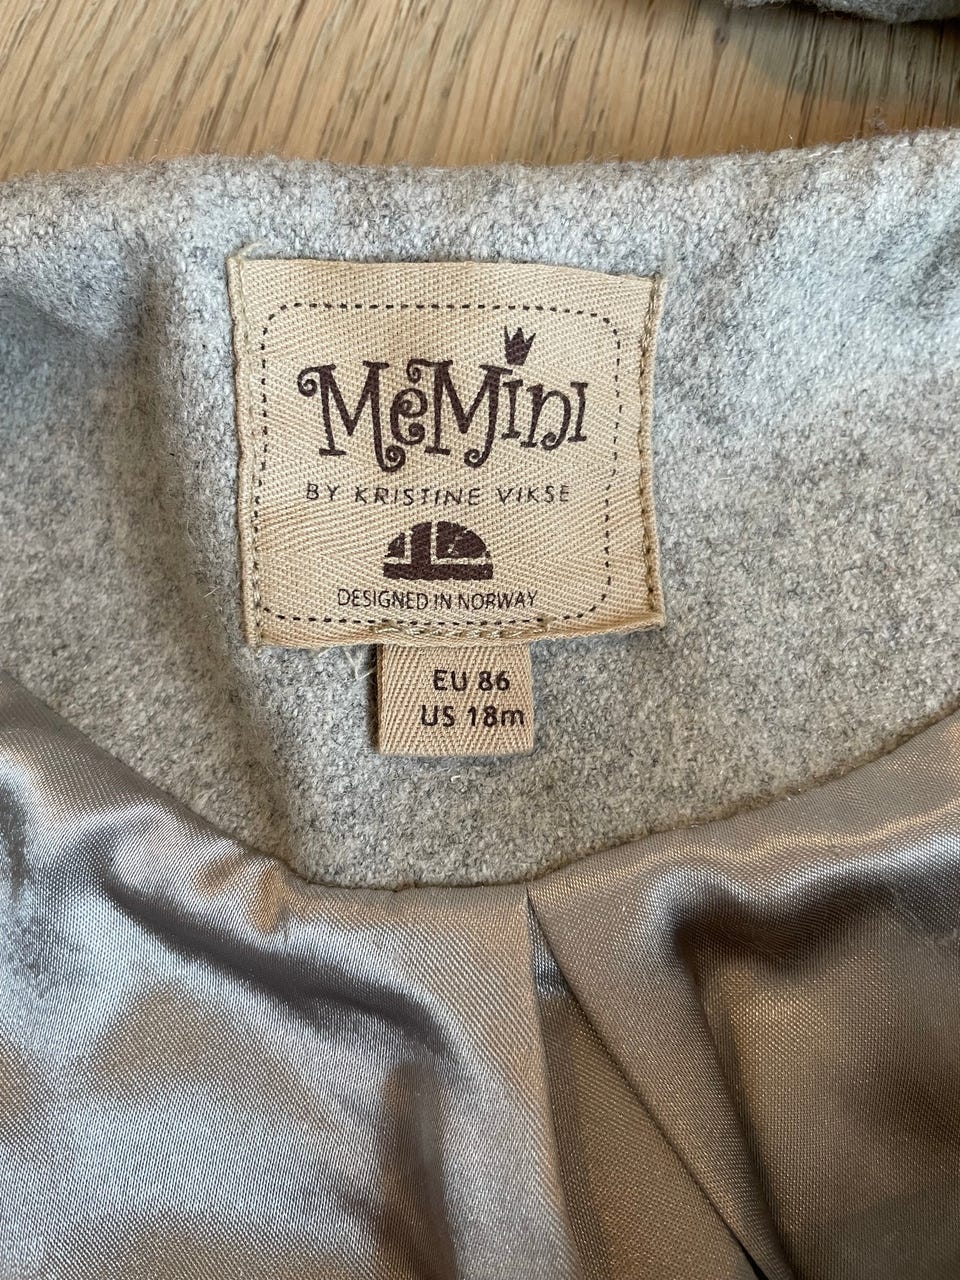 MeMini
BY KRISTINE VIKSE
DESIGNED IN NORWAY
EU 86
US 18m